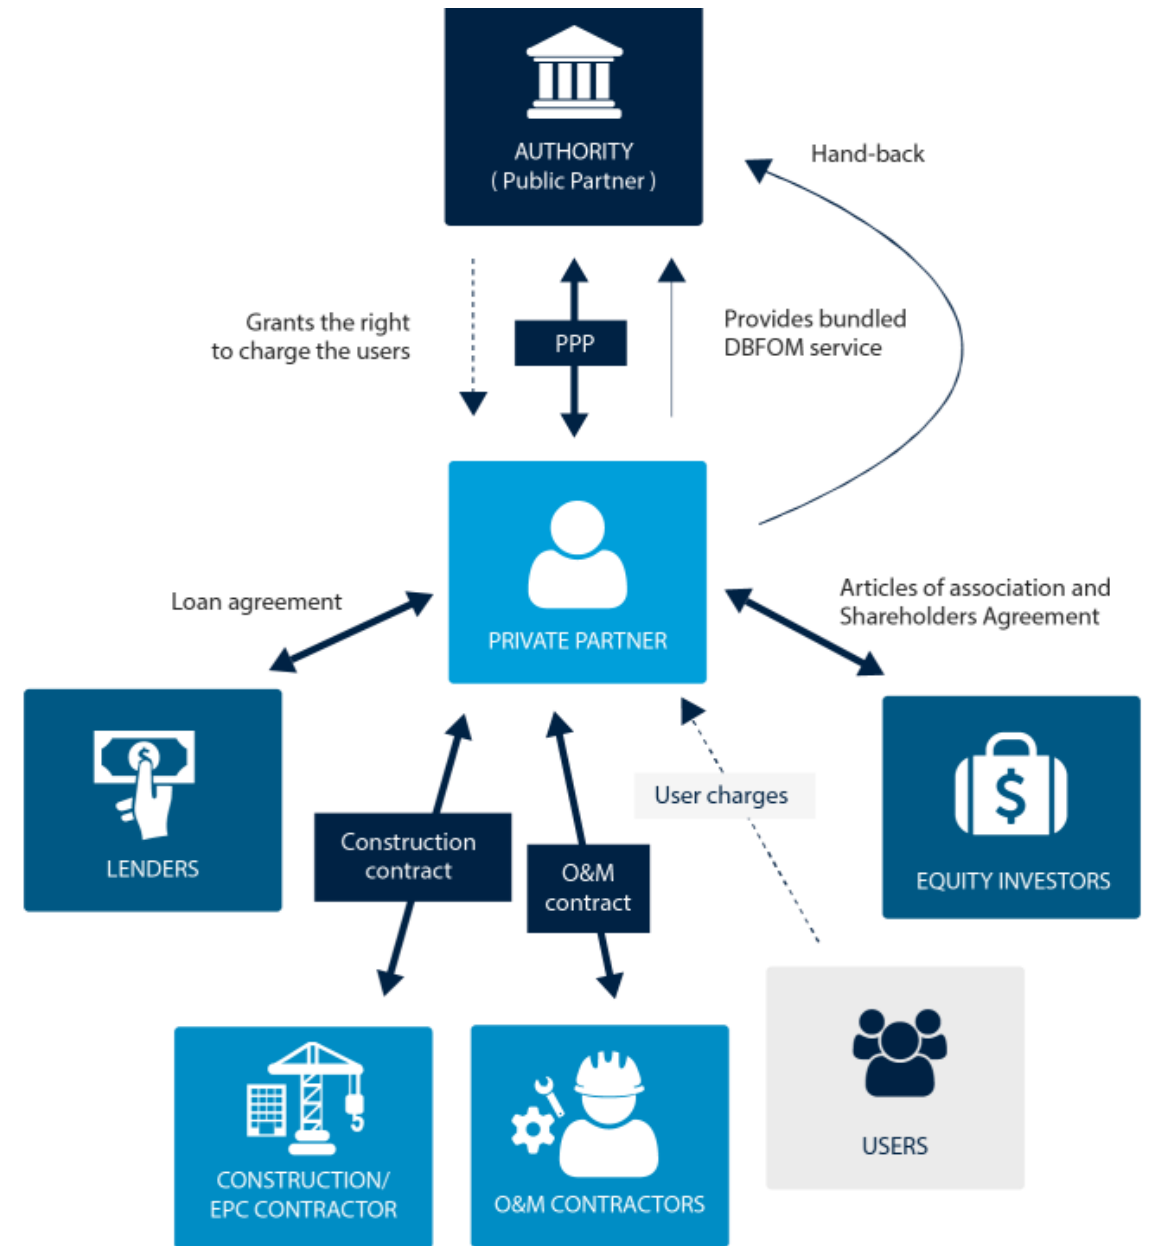 AUTHORITY
( Public Partner )
Hand-back
Grants the right
to charge the users
PPP
Provides bundled
DBFOM service
PRIVATE PARTNER
Loan agreement
Articles of association and
Shareholders Agreement
$
LENDERS
Construction
contract
O&M
contract
User charges
$
EQUITY INVESTORS
CONSTRUCTION/
EPC CONTRACTOR
O&M CONTRACTORS
USERS